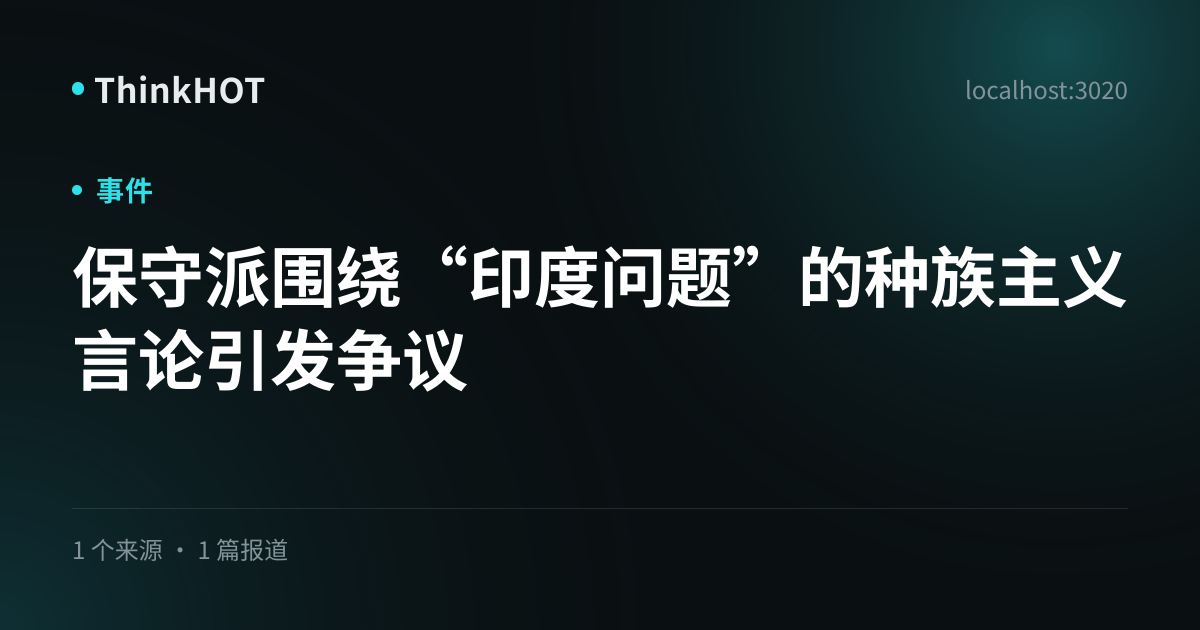 ThinkHOT
localhost:3020
事件
保守派围绕“印度问题”的种族主义
言论引发争议
1 个来源 · 1 篇报道